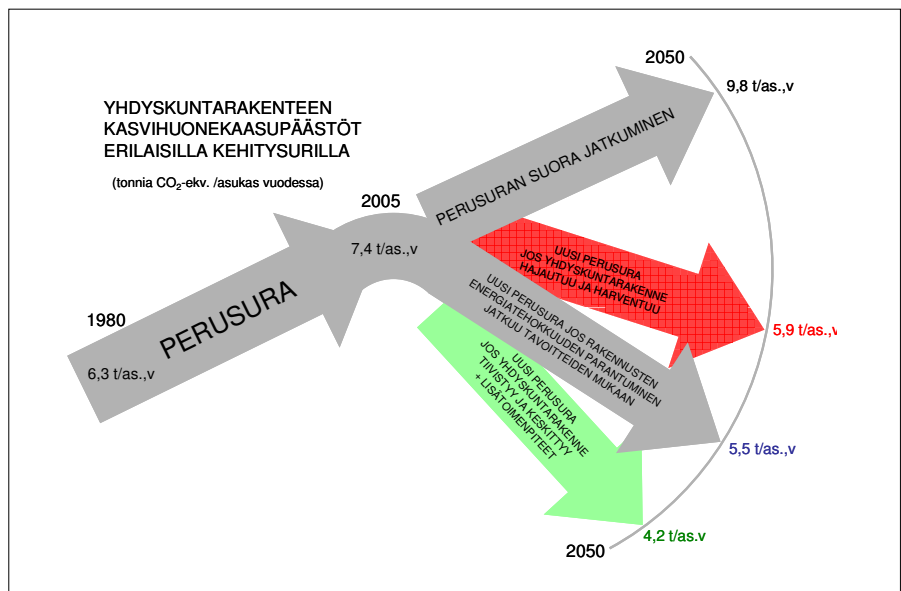 YHDYSKUNTARAKENTEEN
KASVIHUONEKAASUPÄÄSTÖT
ERILAISILLA KEHITYSURILLA
(tonnia CO₂-ekv. /asukas vuodessa)
1980
6,3 t/as.,v
PERUSURA
2005
7,4 t/as.,v
PERUSURAN SUORA JATKUMINEN
2050
9,8 t/as.,v
UUSI PERUSURA
JOS YHDYSKUNTARAKENNE
HAJAUTUU JA HARVENTUU
5,9 t/as.,v
UUSI PERUSURA JOS RAKENNUSTEN
ENERGIATEHOKKUUDEN PARANTUMINEN
JATKUU TAVOITTEIDEN MUKAAN
5,5 t/as.,v
UUSI PERUSURA
JOS YHDYSKUNTARAKENNE
TIIVISTYY JA KESKITTYY
+ LISÄTOIMENPITEET
4,2 t/as.v
2050